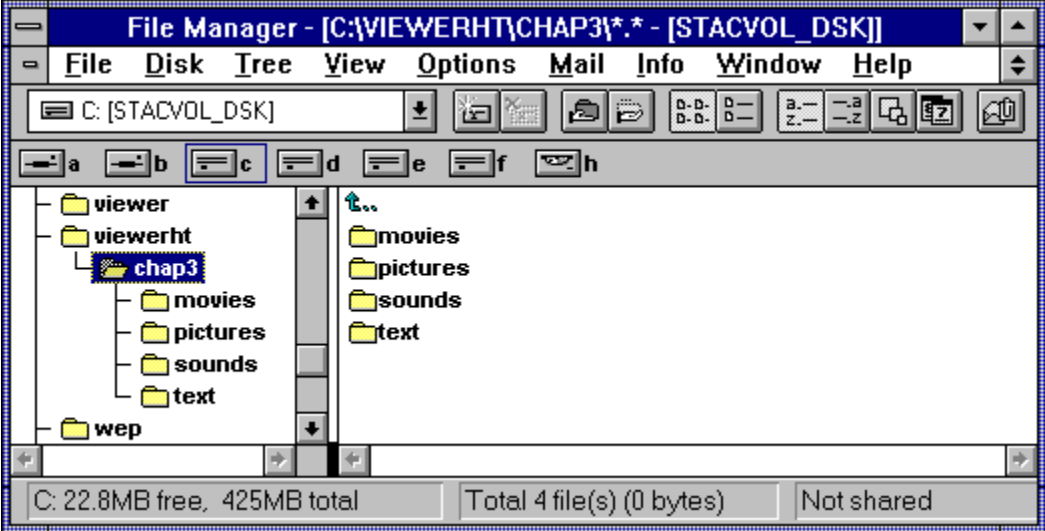 File Manager - [C:\VIEWERHT\CHAP3\*.* - [STACVOL_DSK]]
File Disk Tree View Options Mail Info Window Help
C: [STACVOL_DSK]
a b c d e f h
viewer
viewerht
chap3
movies
pictures
sounds
text
wep
..
movies
pictures
sounds
text
C: 22.8MB free, 425MB total Total 4 file(s) (0 bytes) Not shared